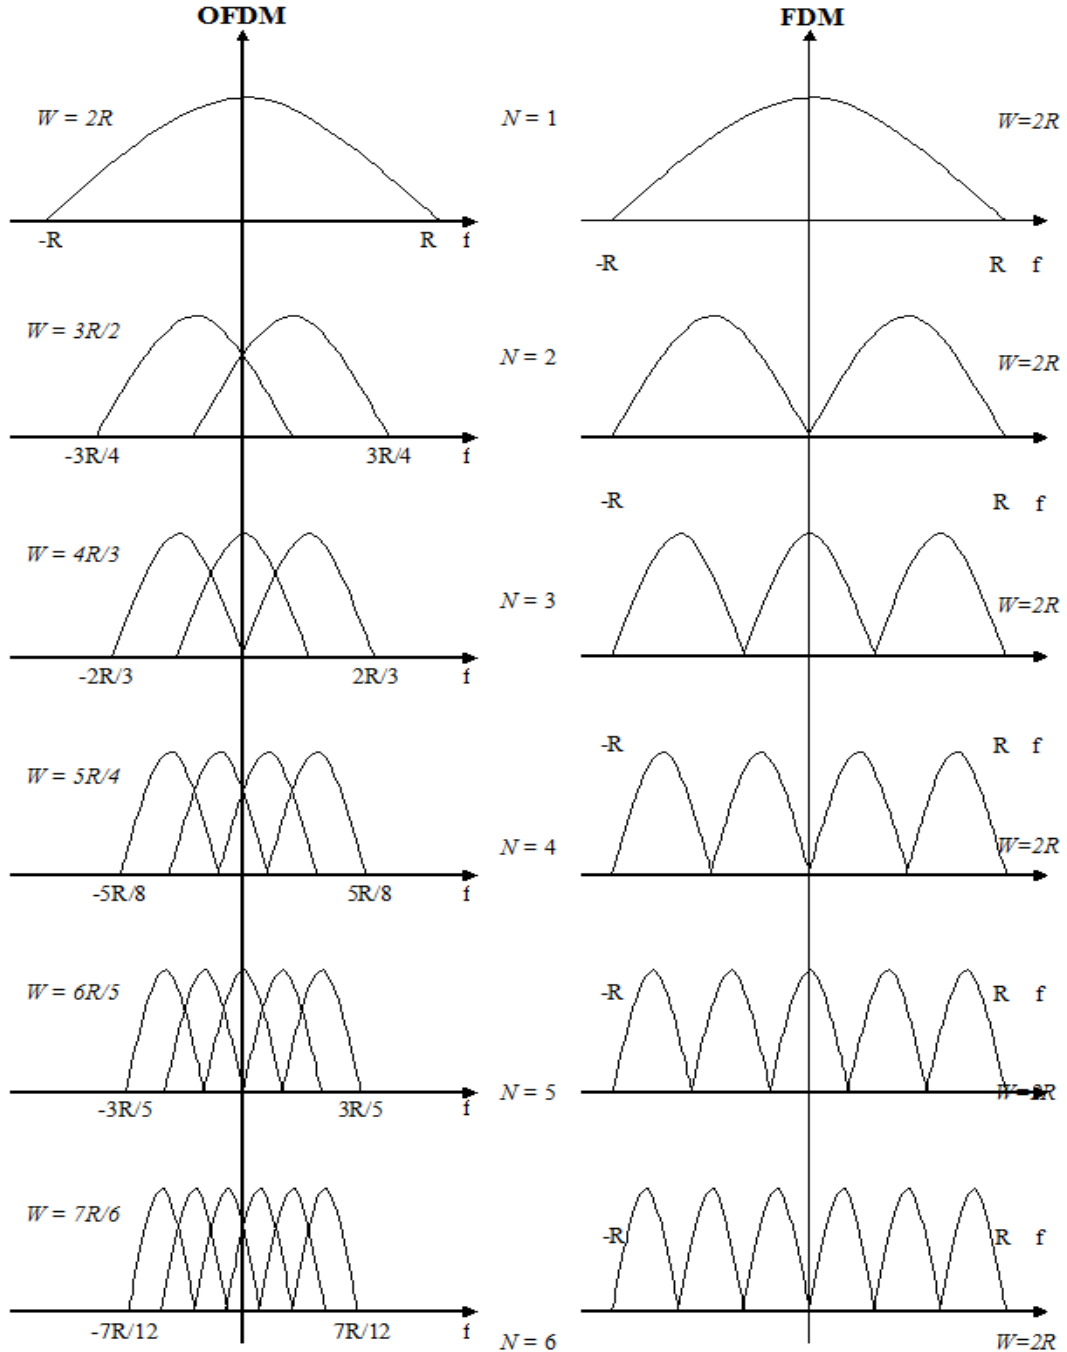 OFDM FDM
W = 2R N = 1 W=2R
-R R f
-R R f
W = 3R/2 N = 2 W=2R
-3R/4 3R/4 f
-R R f
W = 4R/3 N = 3 W=2R
-2R/3 2R/3 f
-R R f
W = 5R/4 N = 4 W=2R
-5R/8 5R/8 f
W = 6R/5 -R R f
-3R/5 3R/5 f N = 5 W=2R
W = 7R/6 -R R f
-7R/12 7R/12 f N = 6 W=2R